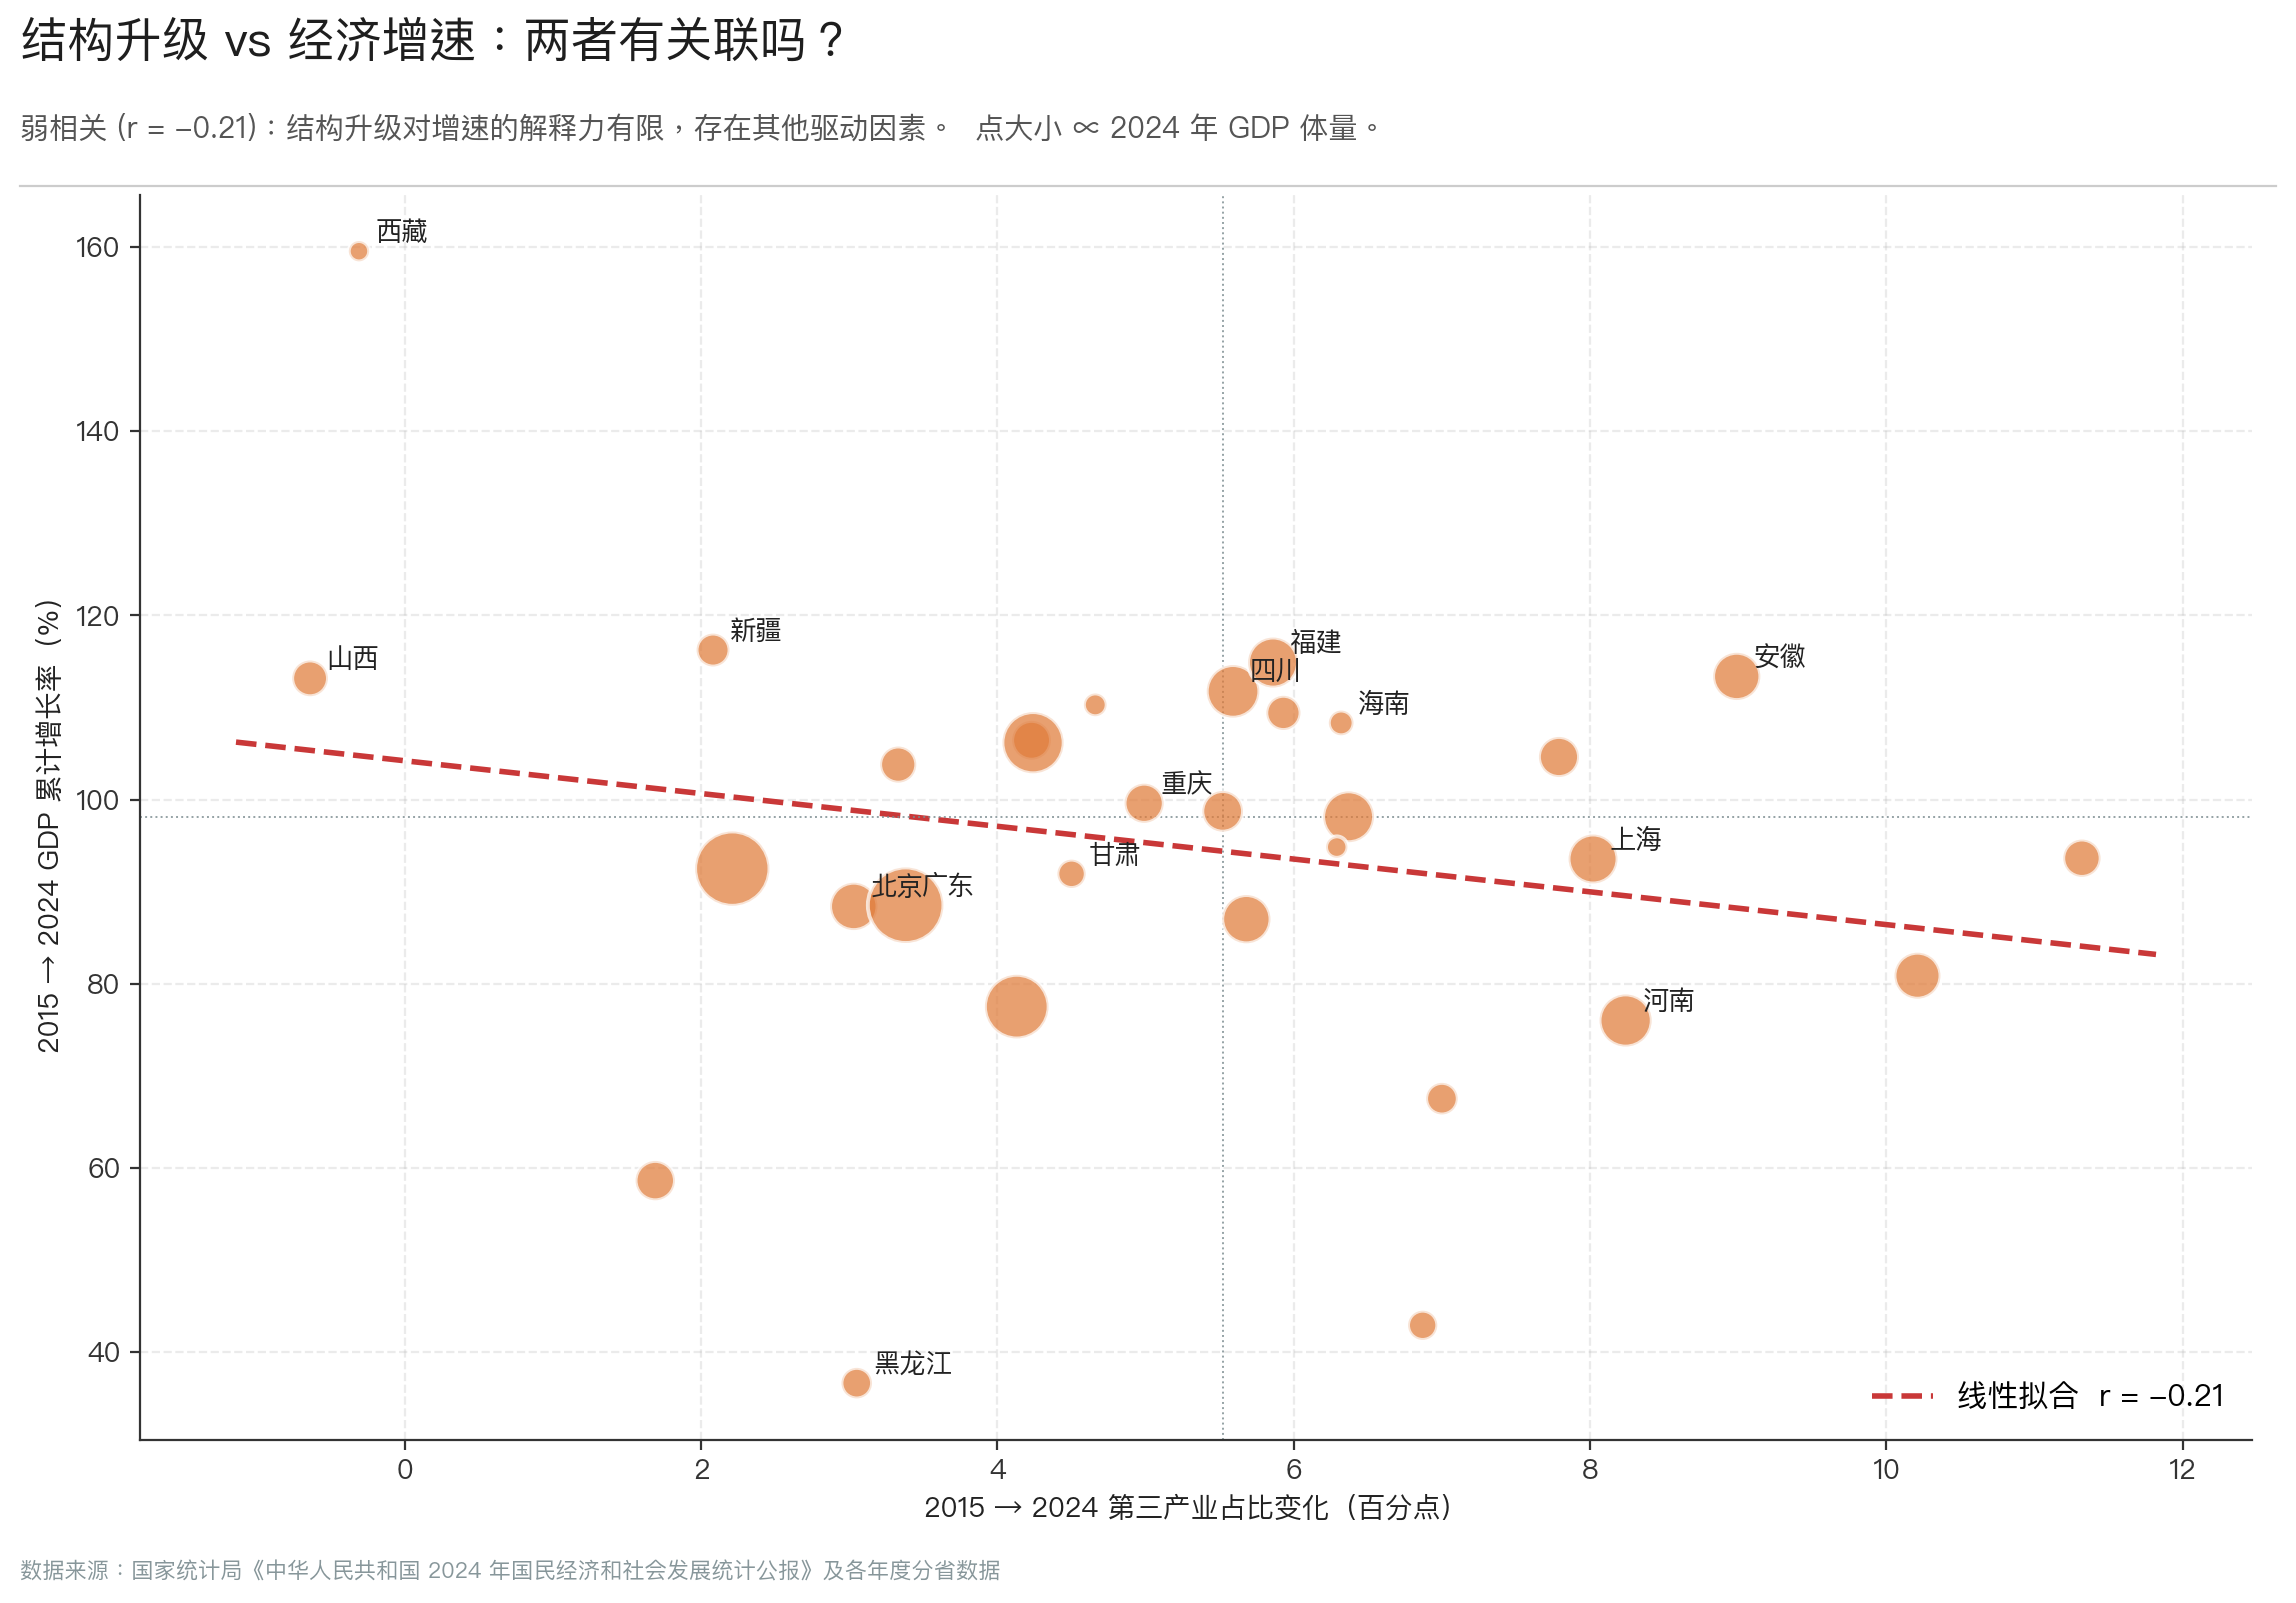 结构升级 vs 经济增速：两者有关联吗？
弱相关 (r = −0.21)：结构升级对增速的解释力有限，存在其他驱动因素。 点大小 ∝ 2024 年 GDP 体量。
2015 → 2024 GDP 累计增长率（%）
160
140
120
100
80
60
40
西藏
新疆
山西
福建
四川
安徽
海南
重庆
上海
甘肃
北京
广东
河南
黑龙江
线性拟合 r = −0.21
0
2
4
6
8
10
12
2015 → 2024 第三产业占比变化（百分点）
数据来源：国家统计局《中华人民共和国 2024 年国民经济和社会发展统计公报》及各年度分省数据